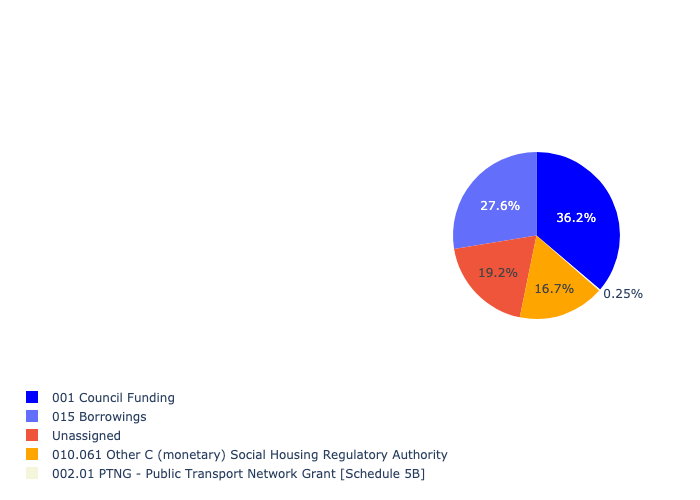 27.6%
36.2%
19.2%
16.7%
0.25%
001 Council Funding
015 Borrowings
Unassigned
010.061 Other C (monetary) Social Housing Regulatory Authority
002.01 PTNG - Public Transport Network Grant [Schedule 5B]